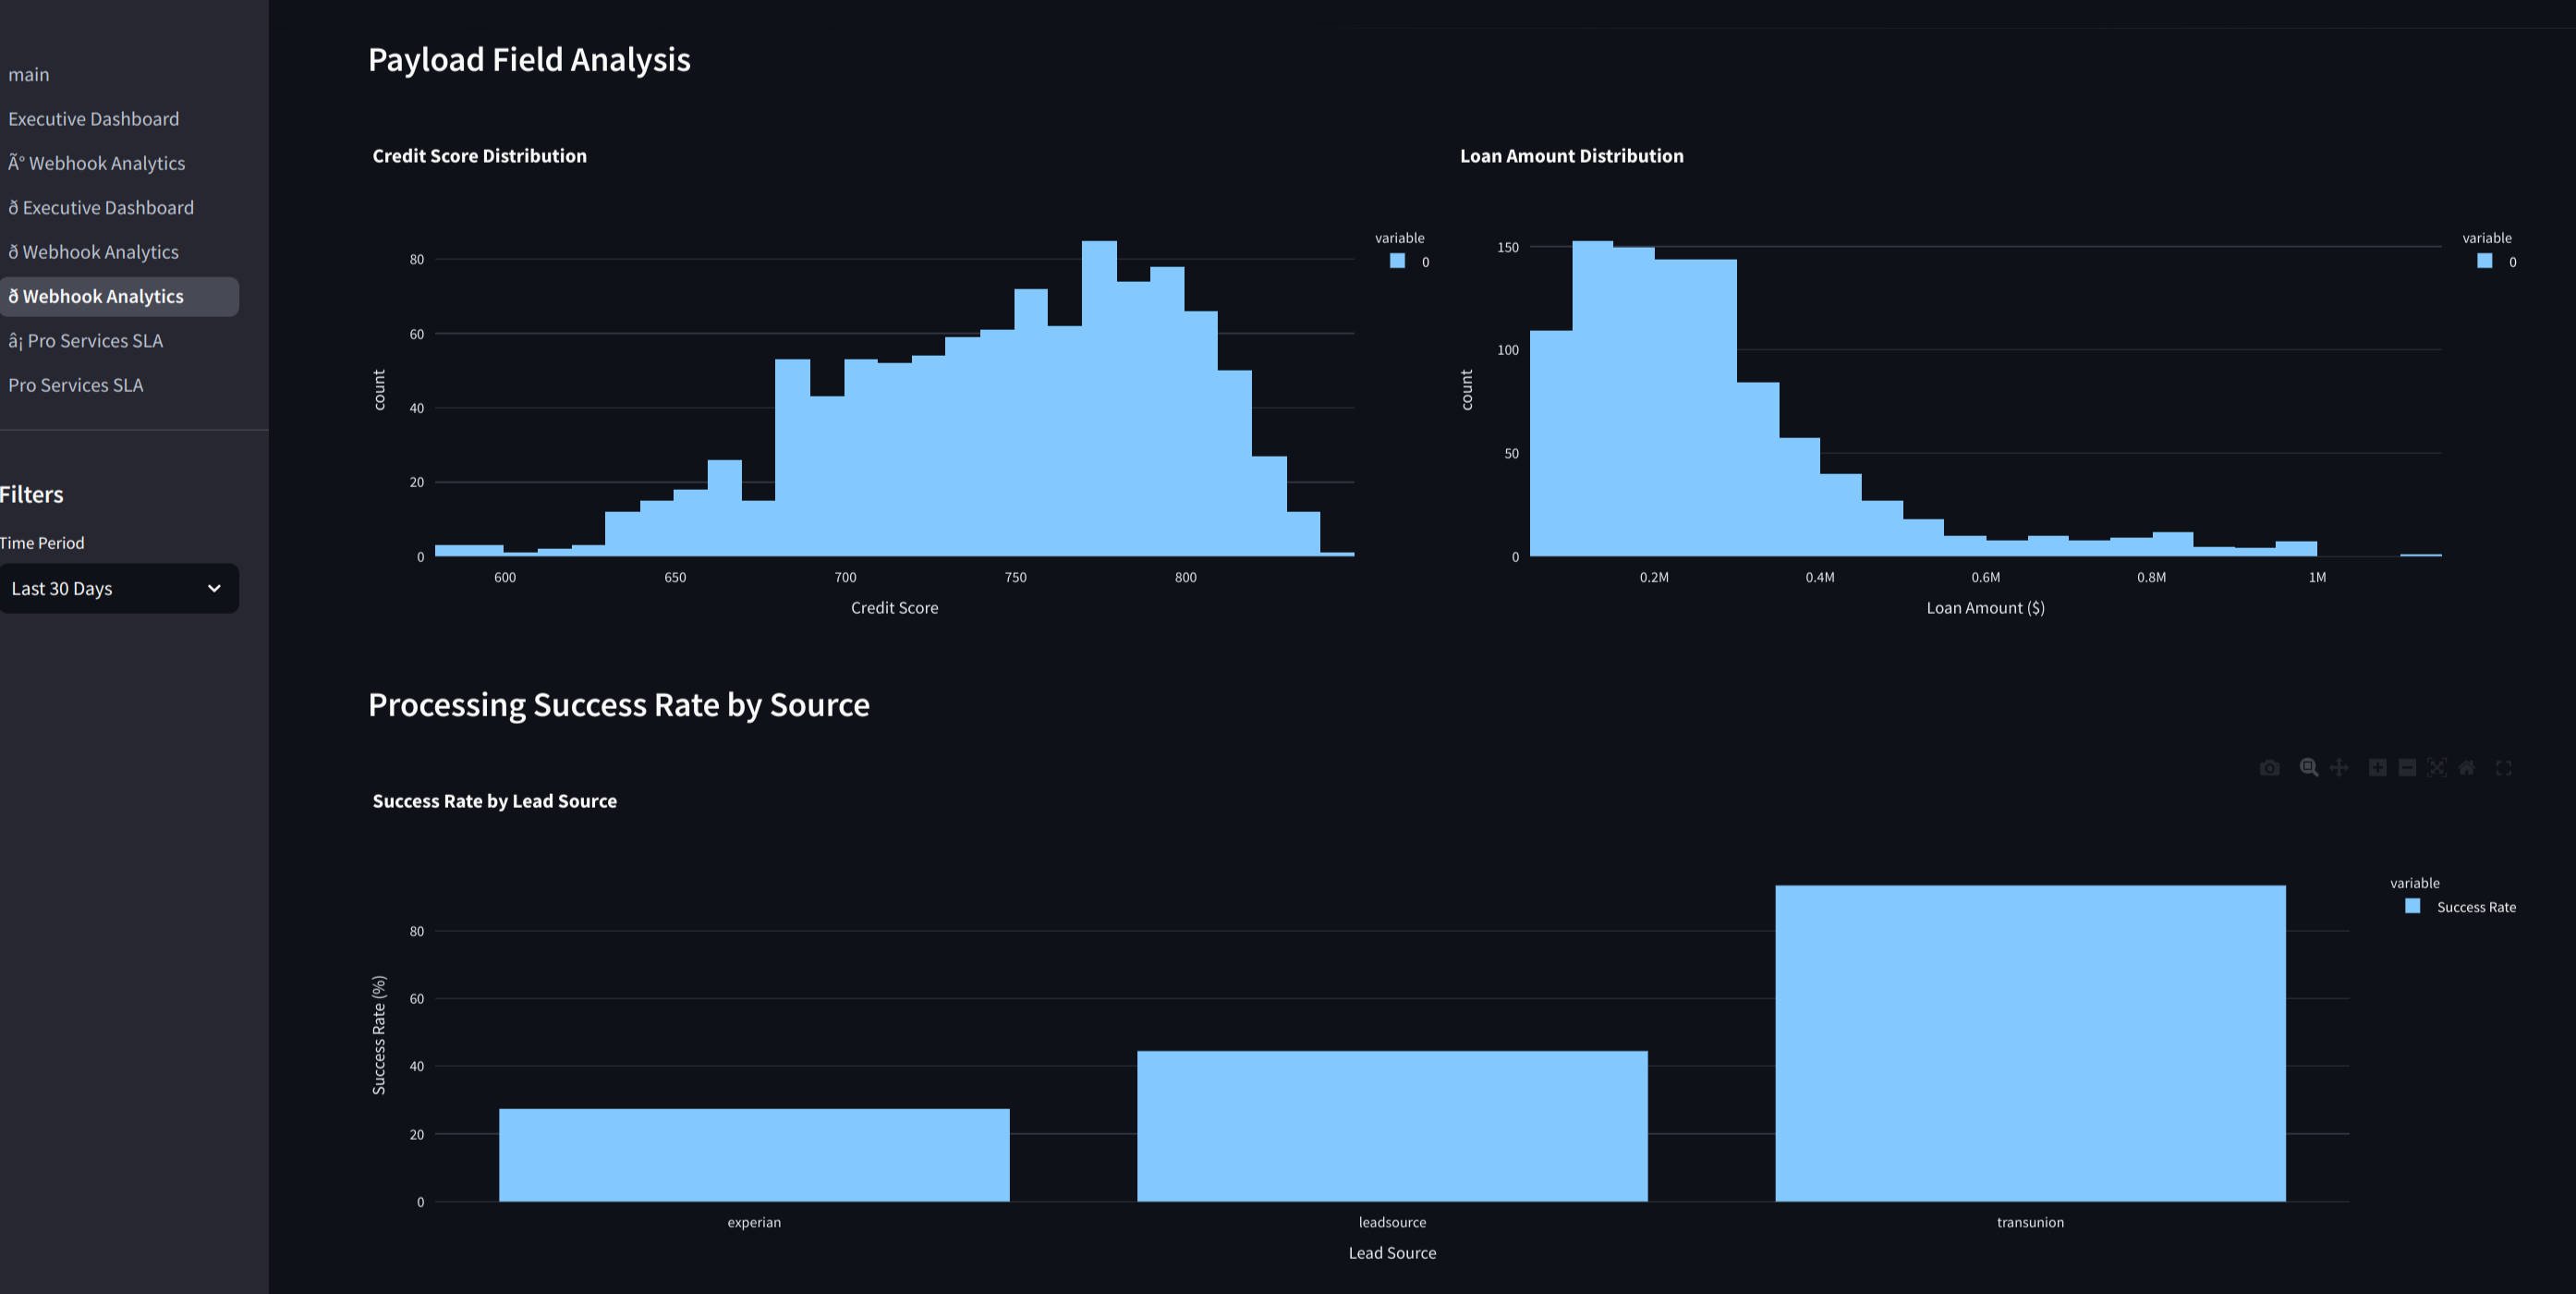 main
Executive Dashboard
Ã° Webhook Analytics
ð Executive Dashboard
ð Webhook Analytics
ð Webhook Analytics
â¡ Pro Services SLA
Pro Services SLA
Filters
Time Period
Last 30 Days
Payload Field Analysis
Credit Score Distribution
variable
0
80
60
40
20
0
count
600 650 700 750 800
Credit Score
Loan Amount Distribution
variable
0
150
100
50
0
count
0.2M 0.4M 0.6M 0.8M 1M
Loan Amount ($)
Processing Success Rate by Source
Success Rate by Lead Source
variable
Success Rate
80
60
40
20
0
Success Rate (%)
experian leadsource transunion
Lead Source